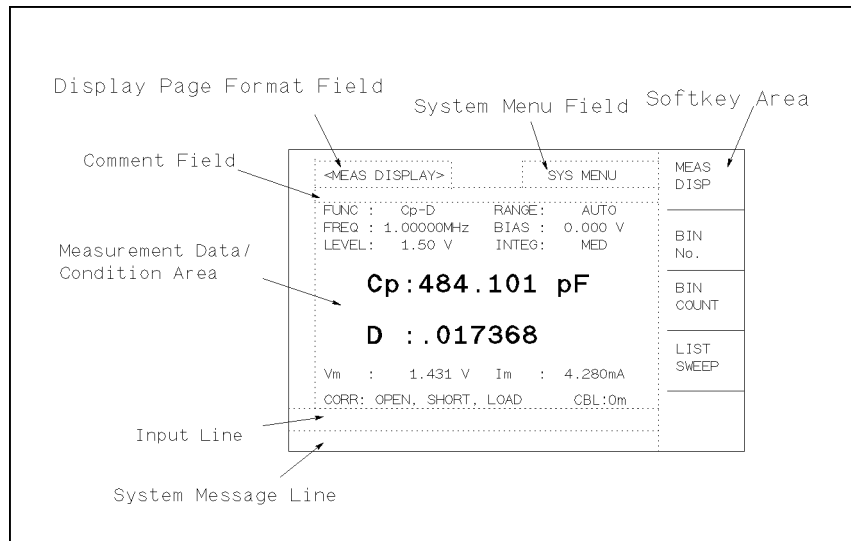 Display Page Format Field
System Menu Field
Softkey Area
Comment Field
<MEAS DISPLAY>
SYS MENU
MEAS
DISP
FUNC : Cp-D RANGE: AUTO
FREQ : 1.00000MHz BIAS : 0.000 V
LEVEL: 1.50 V INTEG: MED
BIN
No.
Measurement Data/
Condition Area
Cp:484.101 pF
BIN
COUNT
D :.017368
LIST
SWEEP
Vm : 1.431 V Im : 4.280mA
CORR: OPEN, SHORT, LOAD CBL:0m
Input Line
System Message Line